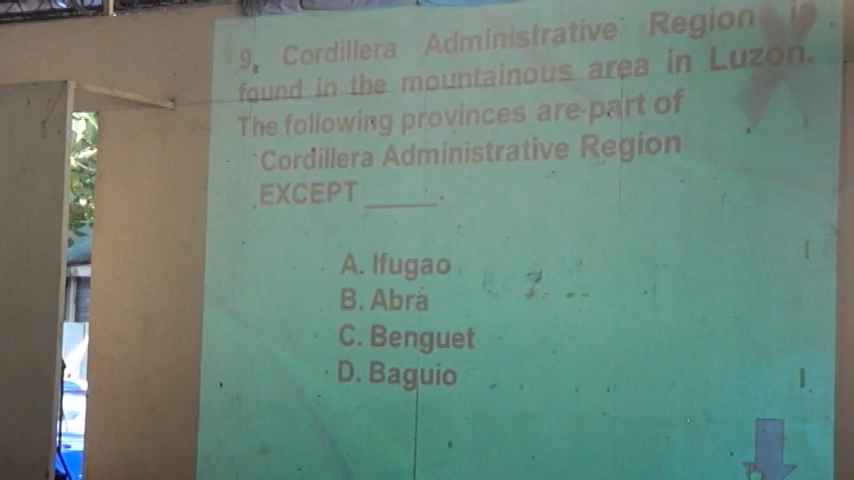 9. Cordillera Administrative Region is
found in the mountainous area in Luzon.
The following provinces are part of
Cordillera Administrative Region
EXCEPT ______.
A. Ifugao
B. Abra
C. Benguet
D. Baguio